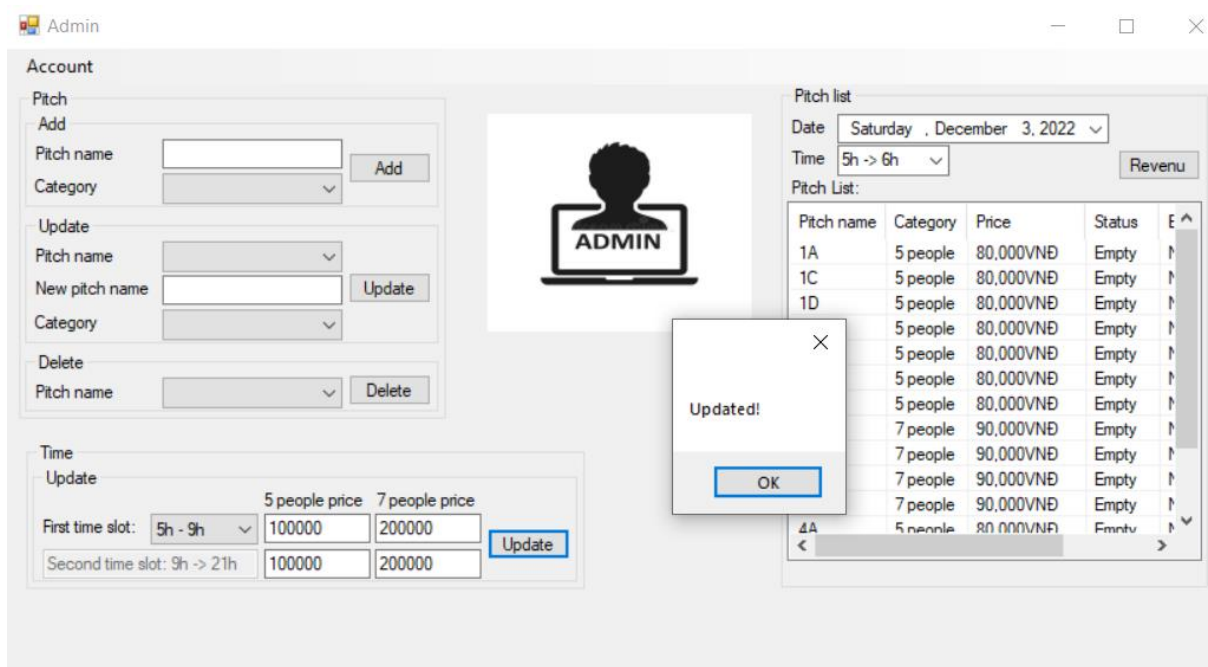 Admin
Account
Pitch
Add
Pitch name
Add
Category
Update
Pitch name
New pitch name
Update
Category
Delete
Pitch name
Delete
ADMIN
Time
Update
5 people price 7 people price
First time slot: 5h - 9h 100000 200000
Update
Second time slot: 9h -> 21h 100000 200000
Updated!
OK
Pitch list
Date Saturday , December 3, 2022
Time 5h -> 6h
Revenu
Pitch List:
Pitch name Category Price Status
1A 5 people 80,000VNĐ Empty
1C 5 people 80,000VNĐ Empty
1D 5 people 80,000VNĐ Empty
5 people 80,000VNĐ Empty
5 people 80,000VNĐ Empty
5 people 80,000VNĐ Empty
5 people 80,000VNĐ Empty
7 people 90,000VNĐ Empty
7 people 90,000VNĐ Empty
7 people 90,000VNĐ Empty
7 people 90,000VNĐ Empty
4A 5 people 80,000VNĐ Empty